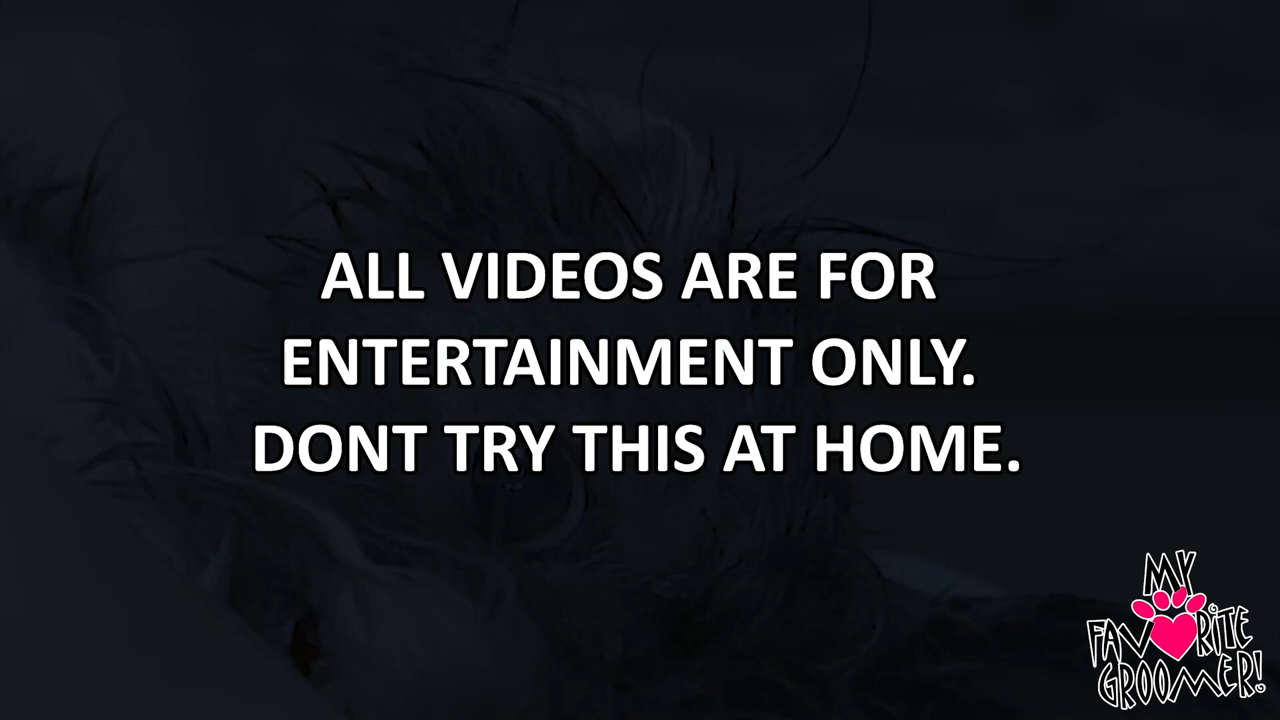 ALL VIDEOS ARE FOR
ENTERTAINMENT ONLY.
DONT TRY THIS AT HOME.
MY
FAVORITE
GROOMER!